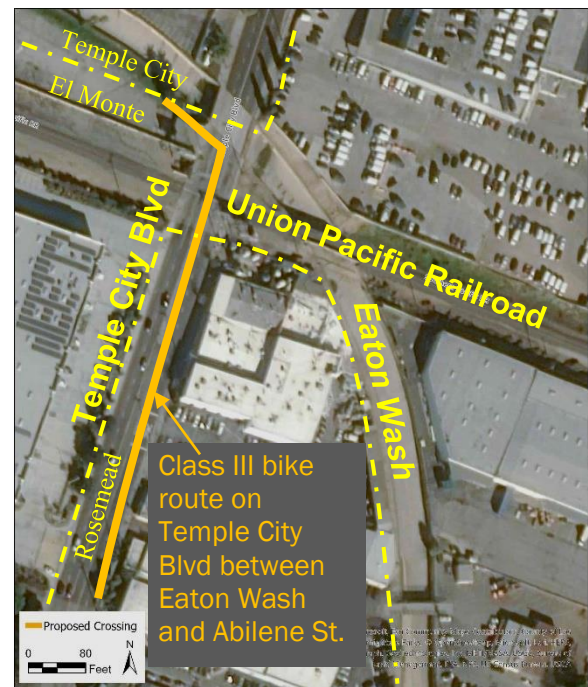 Temple City
El Monte
Temple City Blvd
Union Pacific Railroad
Eaton Wash
Rosemead
Class III bike
route on
Temple City
Blvd between
Eaton Wash
and Abilene St.
Proposed Crossing
0 80
Feet
N